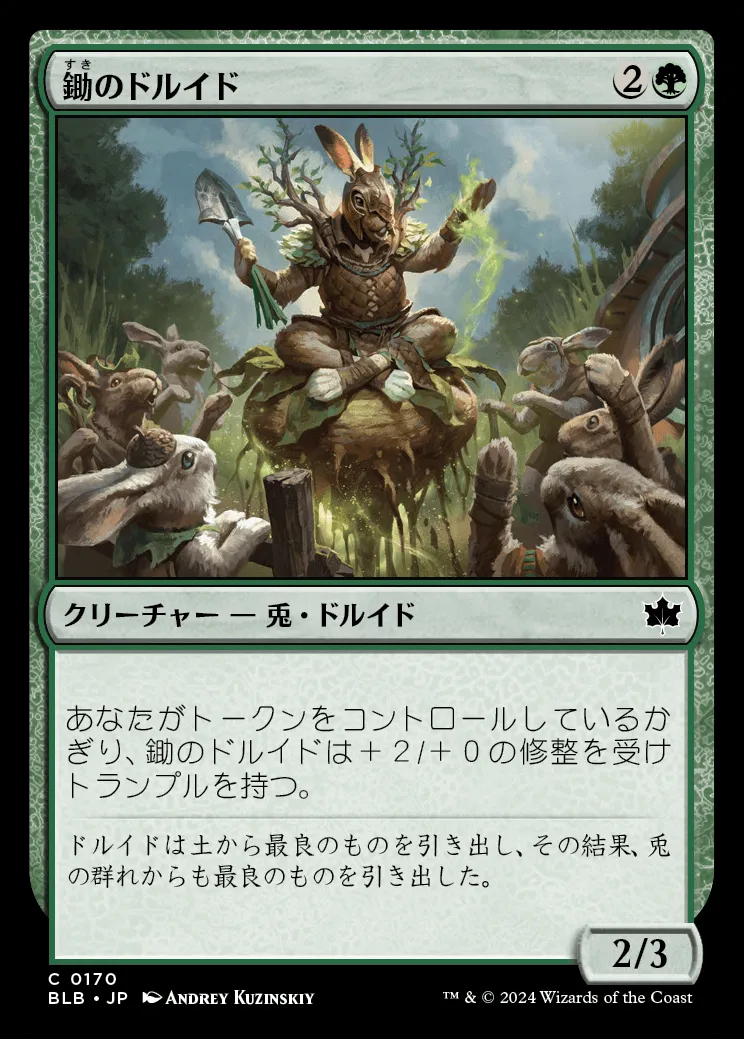 すき
鋤のドルイド 2
クリーチャー — 兎・ドルイド
あなたがトークンをコントロールしているか
ぎり、鋤のドルイドは＋２/＋０の修整を受け
トランプルを持つ。
ドルイドは土から最良のものを引き出し、その結果、兎
の群れからも最良のものを引き出した。
2/3
C 0170
BLB • JP ANDREY KUZINSKIY
™ & © 2024 Wizards of the Coast